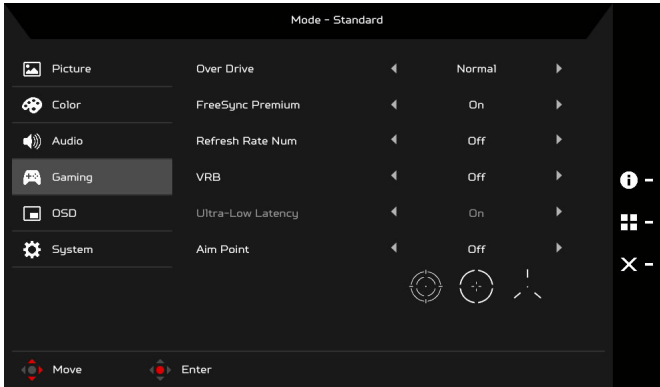 Mode - Standard
Picture
Over Drive Normal
Color
FreeSync Premium On
Audio
Refresh Rate Num Off
Gaming
VRB Off
OSD
Ultra-Low Latency On
System
Aim Point Off
Move Enter